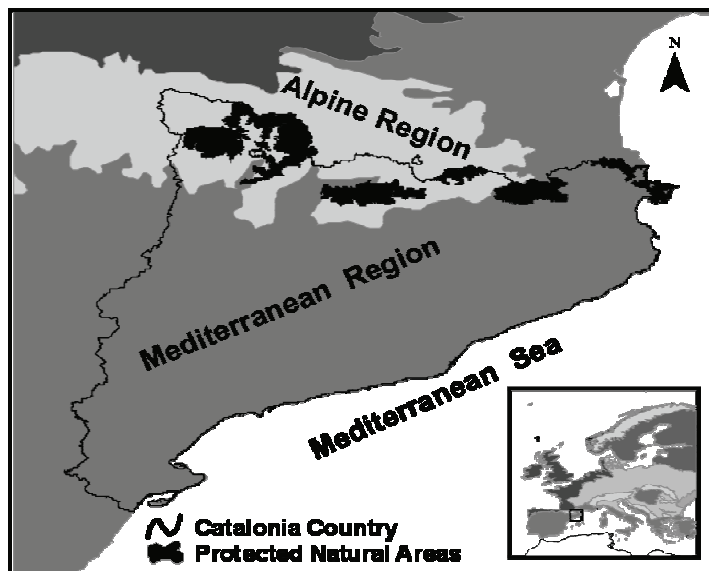 N
Alpine Region
Mediterranean Region
Mediterranean Sea
Catalonia Country
Protected Natural Areas